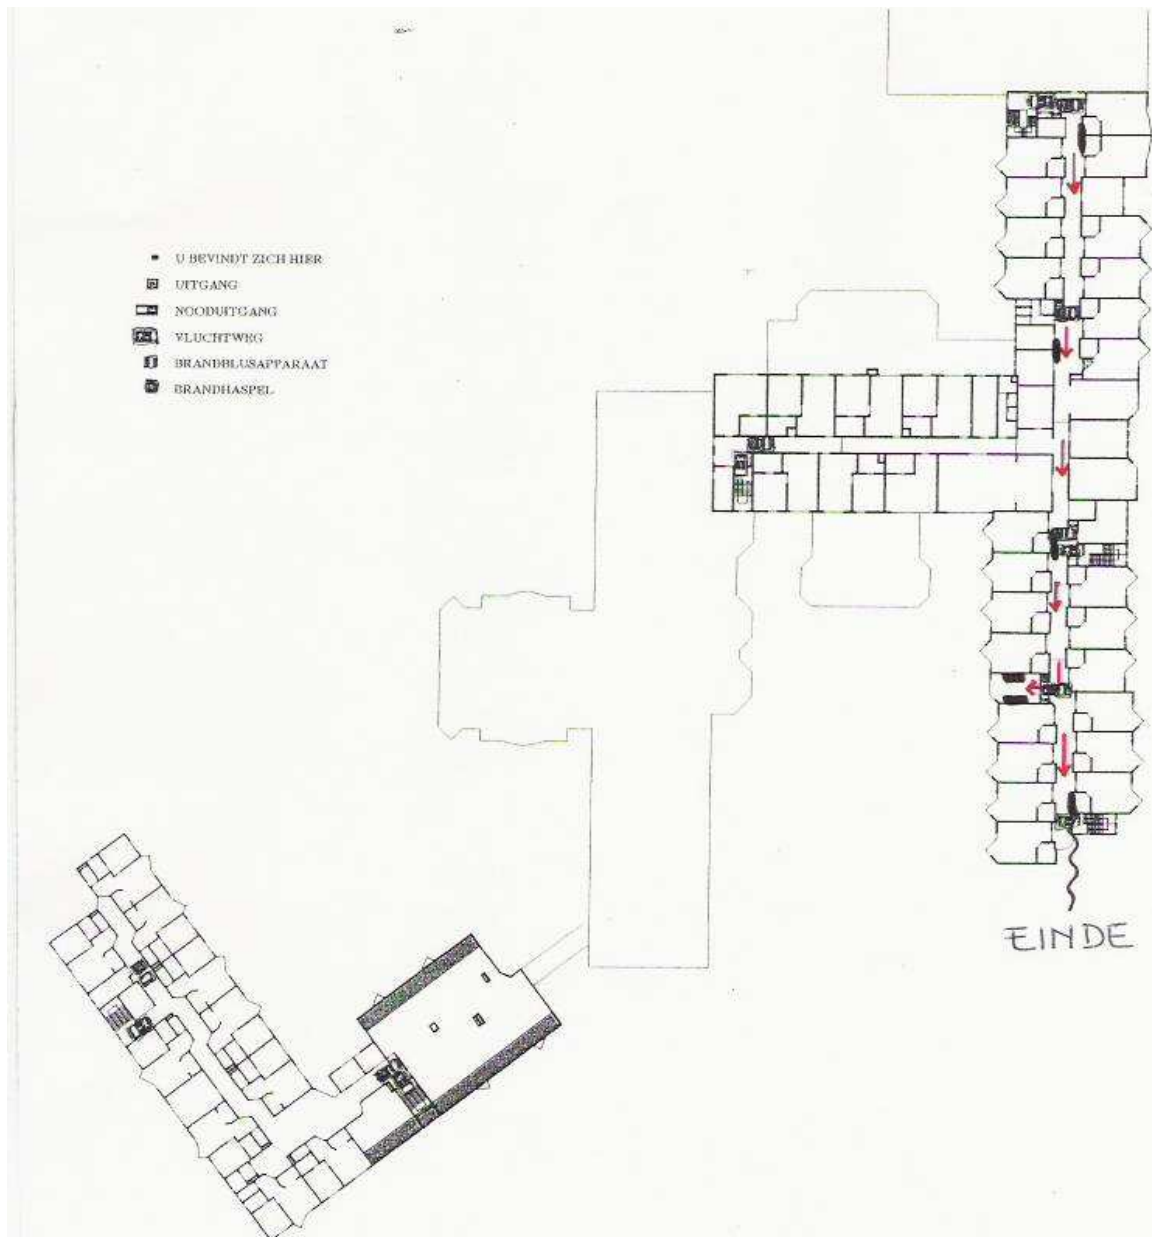 U BEVINDT ZICH HIER
UITGANG
NOODUITGANG
VLUCHTWEG
BRANDBLUSAPPARAAT
BRANDHASPEL
EINDE